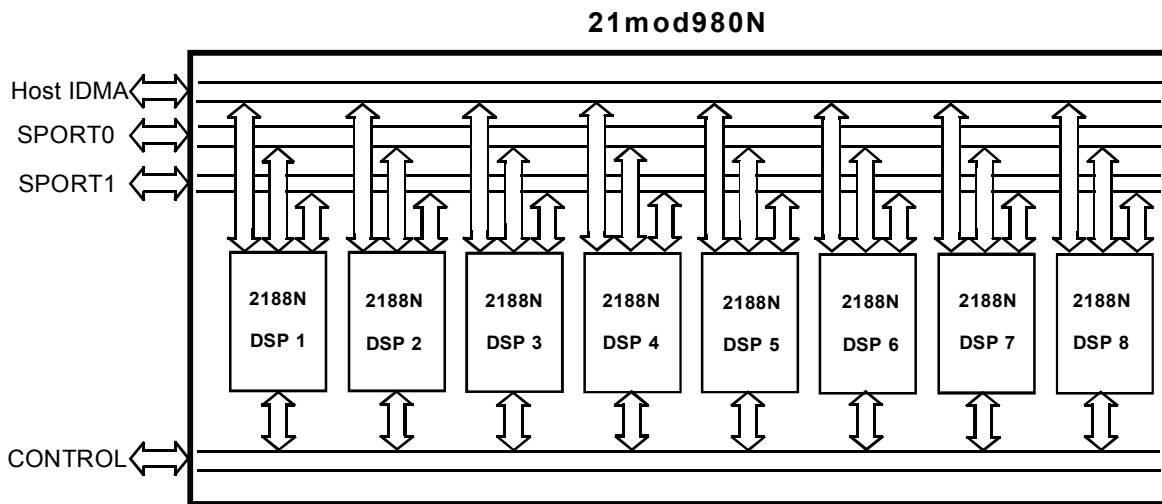 21mod980N
Host IDMA
SPORT0
SPORT1
2188N 2188N 2188N 2188N 2188N 2188N 2188N 2188N
DSP 1 DSP 2 DSP 3 DSP 4 DSP 5 DSP 6 DSP 7 DSP 8
CONTROL